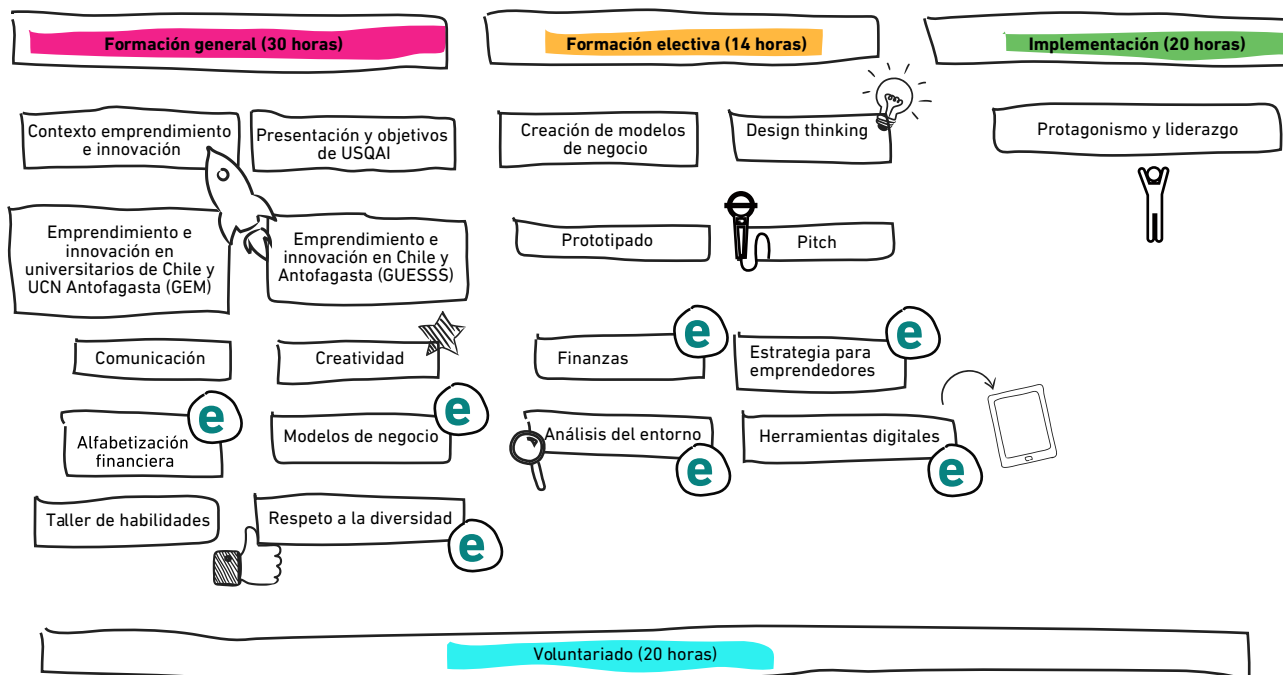 Formación general (30 horas)
Formación electiva (14 horas)
Implementación (20 horas)
Contexto emprendimiento
e innovación
Presentación y objetivos
de USQAI
Creación de modelos
de negocio
Design thinking
Protagonismo y liderazgo
Emprendimiento e
innovación en
universitarios de Chile y
UCN Antofagasta (GEM)
Emprendimiento e
innovación en Chile y
Antofagasta (GUESSS)
Prototipado
Pitch
Comunicación
Creatividad
Finanzas
e
Estrategia para
emprendedores
e
Alfabetización
financiera
e
Modelos de negocio
e
Análisis del entorno
e
Herramientas digitales
e
Taller de habilidades
Respeto a la diversidad
e
Voluntariado (20 horas)